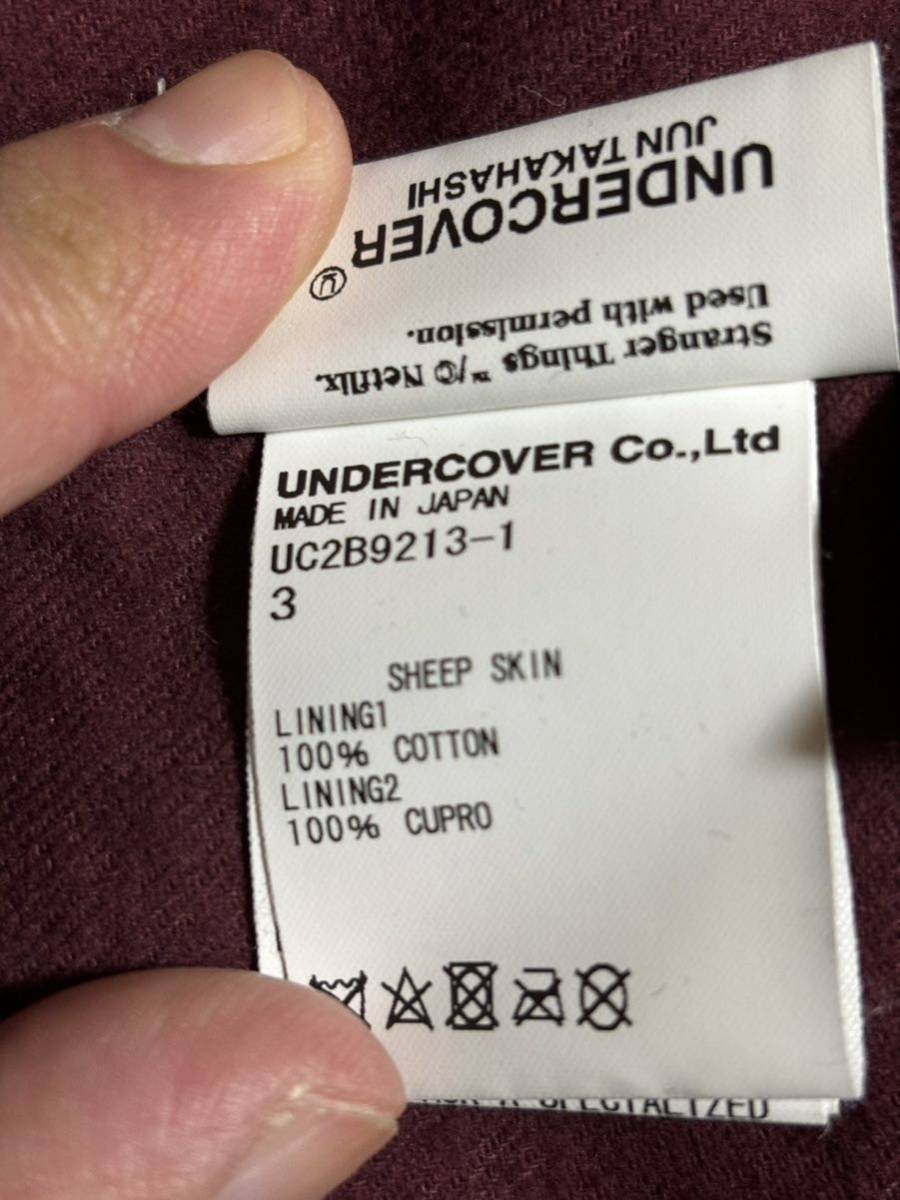 UNDERCOVER
JUN TAKAHASHI
Used with permission.
Stranger Things ™/© Netflix.
UNDERCOVER Co.,Ltd
MADE IN JAPAN
UC2B9213-1
3
SHEEP SKIN
LINING1
100% COTTON
LINING2
100% CUPRO
A SPECIALIZED